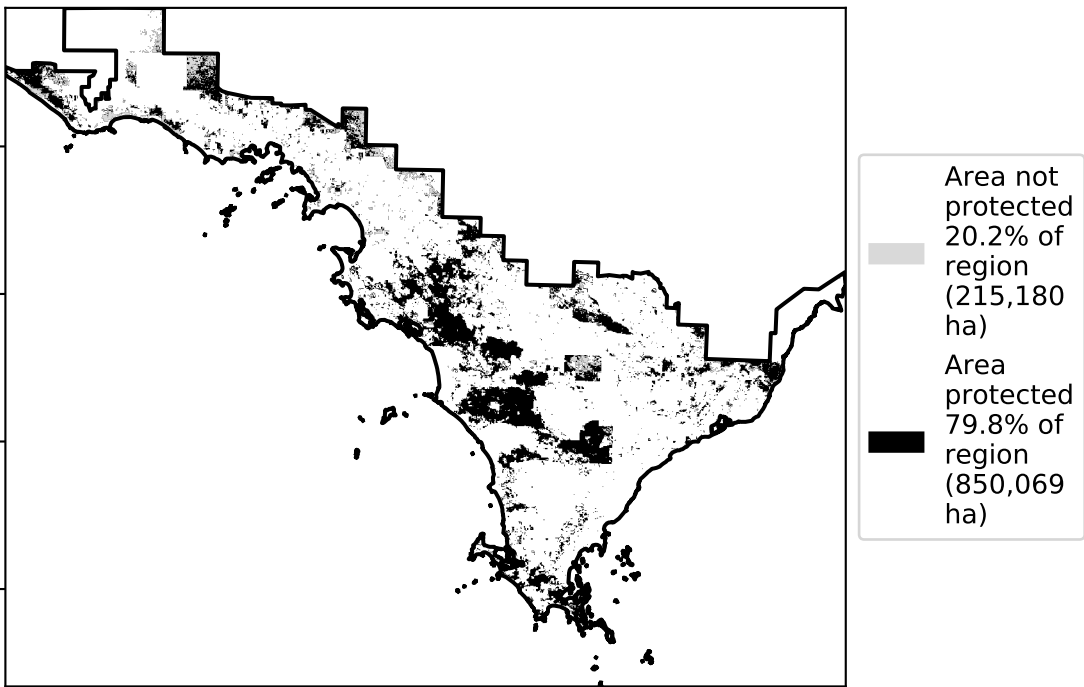 Area not
protected
20.2% of
region
(215,180
ha)
Area
protected
79.8% of
region
(850,069
ha)